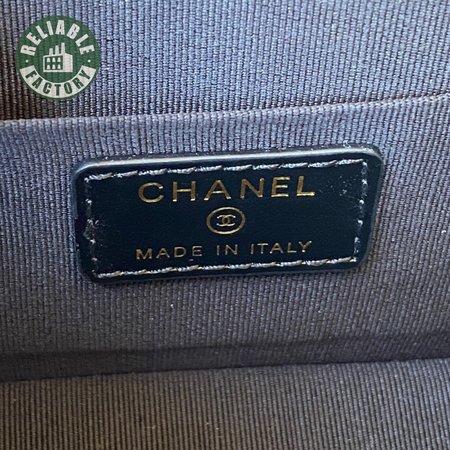 RELIABLE
FACTORY
CHANEL
MADE IN ITALY